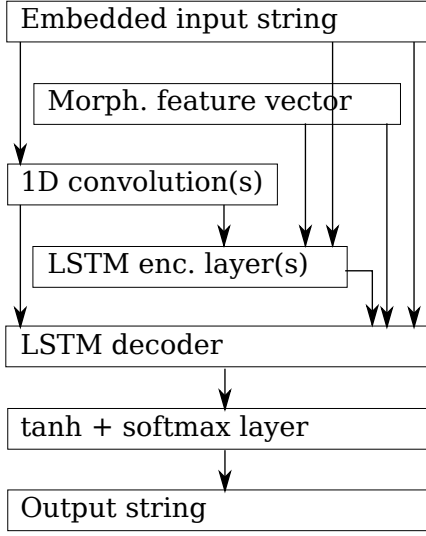 Embedded input string
Morph. feature vector
1D convolution(s)
LSTM enc. layer(s)
LSTM decoder
tanh + softmax layer
Output string